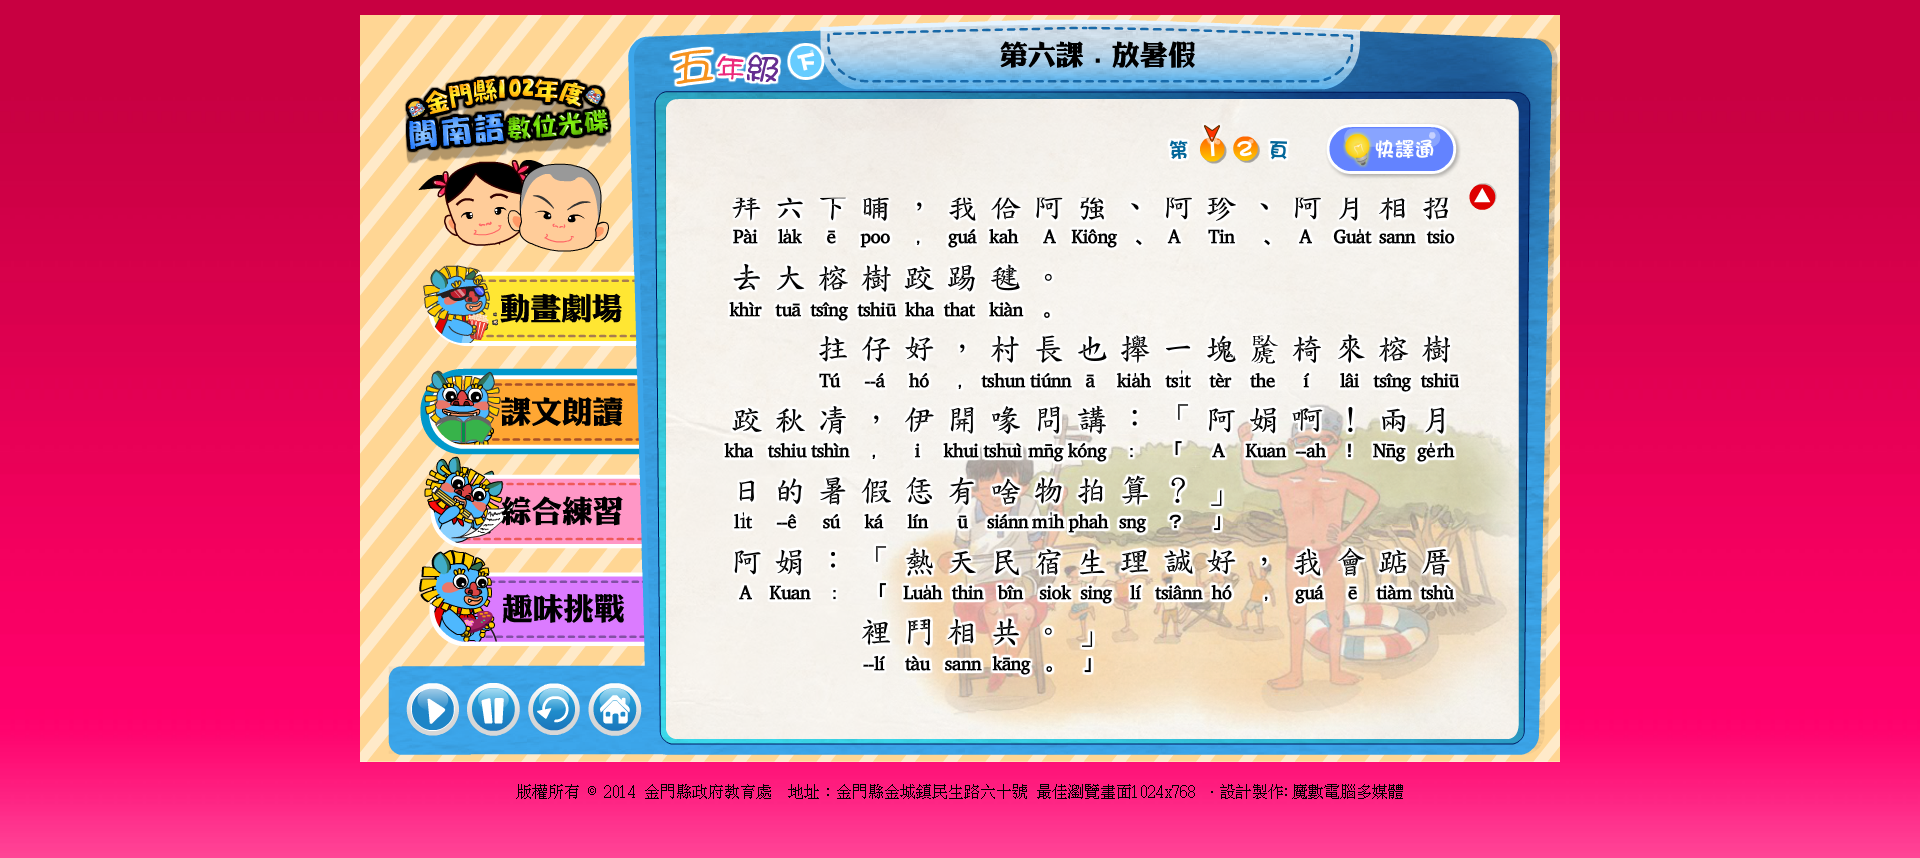 第六課．放暑假
五年級 下
金門縣102年度
閩南語數位光碟
第 1 2 頁
快譯通
拜六下晡，我佮阿強、阿珍、阿月相招
Pài la̍k ē poo , guá kah A Kiông 、 A Tin 、 A Gua̍t sann tsio
去大榕樹跤踢毽。
khìr tuā tsîng tshiū kha that kiàn 。
拄仔好，村長也攑一塊凳椅來榕樹
Tú --á hó , tshun tiúnn ā kia̍h tsi̍t tèr the í lâi tsîng tshiū
跤秋凊，伊開喙問講：「阿娟啊！兩月
kha tshiu tshìn , i khui tshuì mn̄g kóng : 「 A Kuan --ah ! Nn̄g ge̍rh
日的暑假恁有啥物拍算？」
li̍t --ê sú ká lín ū siánn mi̍h phah sng ? 」
阿娟：「熱天民宿生理誠好，我會踮厝
A Kuan : 「 Lua̍h thin bîn siok sing lí tsiânn hó , guá ē tiàm tshù
裡鬥相共。」
--lí tàu sann kāng 。」
動畫劇場
課文朗讀
綜合練習
趣味挑戰
版權所有 © 2014 金門縣政府教育處 地址：金門縣金城鎮民生路六十號 最佳瀏覽畫面1024x768 ．設計製作:魔數電腦多媒體